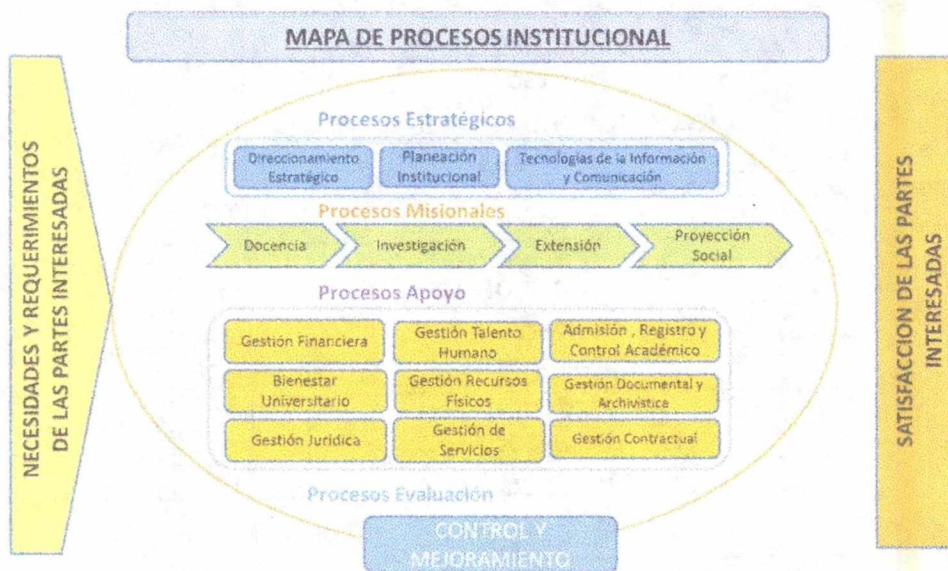 MAPA DE PROCESOS INSTITUCIONAL
NECESIDADES Y REQUERIMIENTOS
DE LAS PARTES INTERESADAS
Procesos Estratégicos
Direccionamiento
Estratégico
Planeación
Institucional
Tecnologías de la Información
y Comunicación
Procesos Misionales
Docencia
Investigación
Extensión
Proyección
Social
Procesos Apoyo
Gestión Financiera
Gestión Talento
Humano
Admisión , Registro y
Control Académico
Bienestar
Universitario
Gestión Recursos
Físicos
Gestión Documental y
Archivística
Gestión Jurídica
Gestión de
Servicios
Gestión Contractual
Procesos Evaluación
CONTROL Y
MEJORAMIENTO
SATISFACCION DE LAS PARTES
INTERESADAS